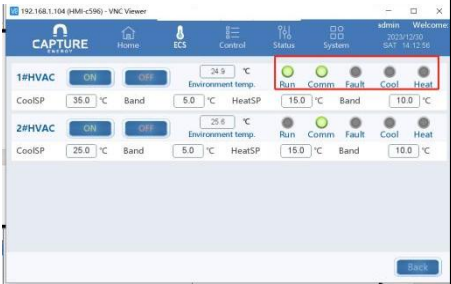 192.168.1.104 (HMI-c596) - VNC Viewer
CAPTURE
ENERGY
Home
ECS
Control
Status
System
admin Welcome
2023/12/30
SAT 14:12:56
1#HVAC ON OFF 24.9 ℃
Environment temp. Run Comm Fault Cool Heat
CoolSP 35.0 ℃ Band 5.0 ℃ HeatSP 15.0 ℃ Band 10.0 ℃
2#HVAC ON OFF 25.6 ℃
Environment temp. Run Comm Fault Cool Heat
CoolSP 25.0 ℃ Band 5.0 ℃ HeatSP 15.0 ℃ Band 10.0 ℃
Back